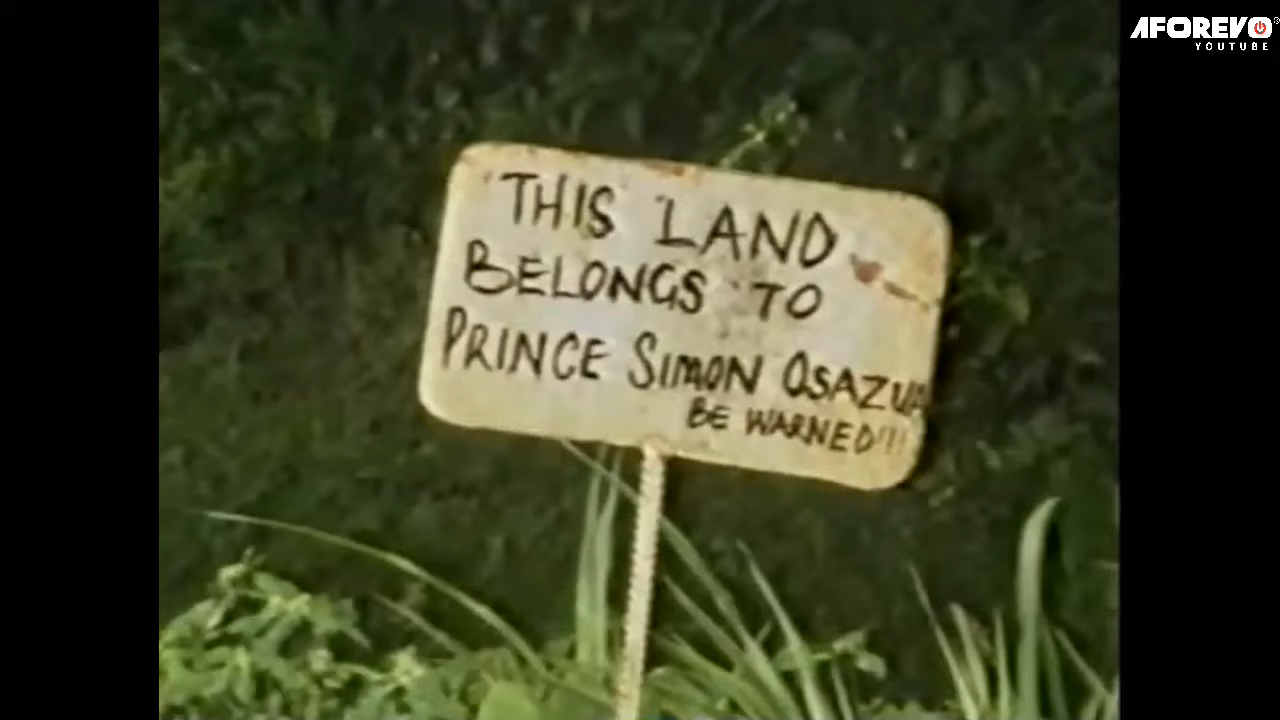 AFOREVO
YOUTUBE
THIS LAND
BELONGS TO
PRINCE SIMON OSAZUA
BE WARNED!!!